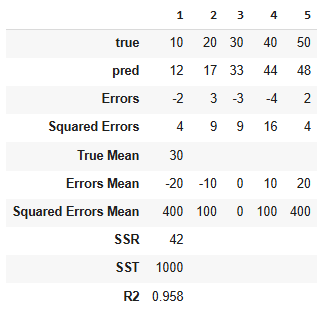 1 2 3 4 5
true 10 20 30 40 50
pred 12 17 33 44 48
Errors -2 3 -3 -4 2
Squared Errors 4 9 9 16 4
True Mean 30
Errors Mean -20 -10 0 10 20
Squared Errors Mean 400 100 0 100 400
SSR 42
SST 1000
R2 0.958